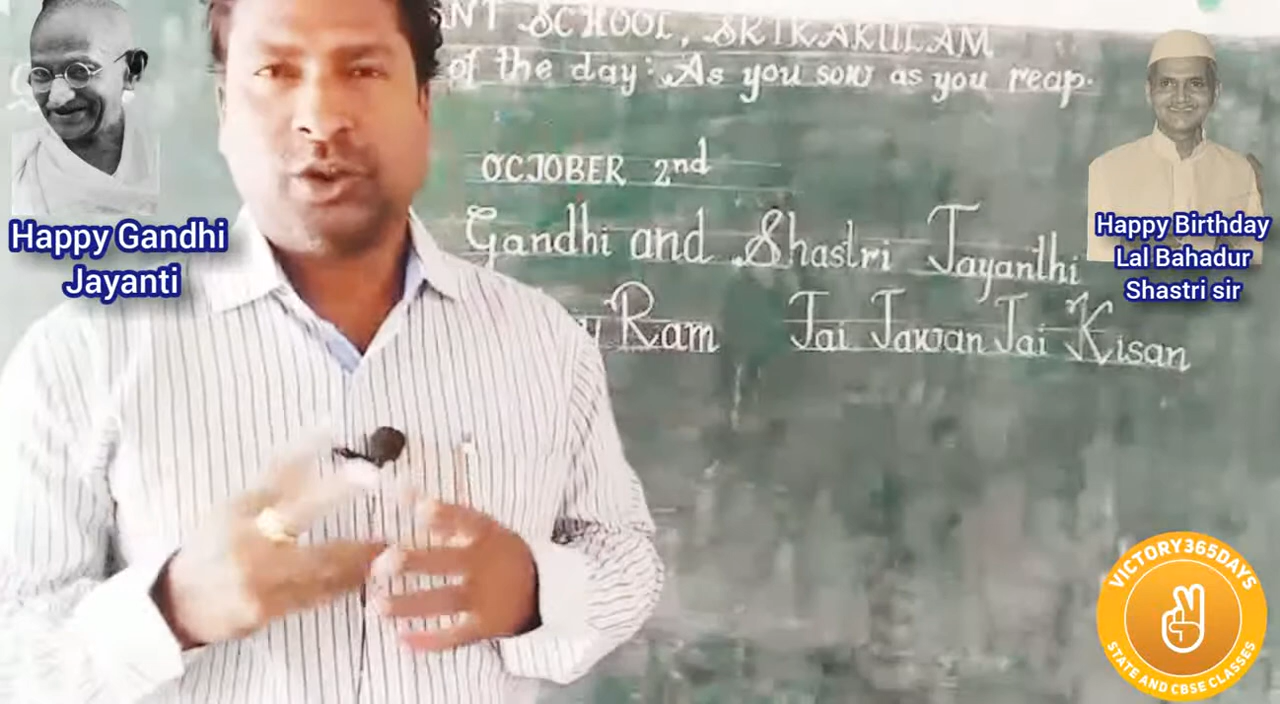 SCHOOL, SRIKAKULAM
of the day: As you sow as you reap.
OCTOBER 2nd
Gandhi and Shastri Jayanthi
Ram Jai Jawan Jai Kisan
Happy Gandhi
Jayanti
Happy Birthday
Lal Bahadur
Shastri sir
VICTORY365DAYS
STATE AND CBSE CLASSES